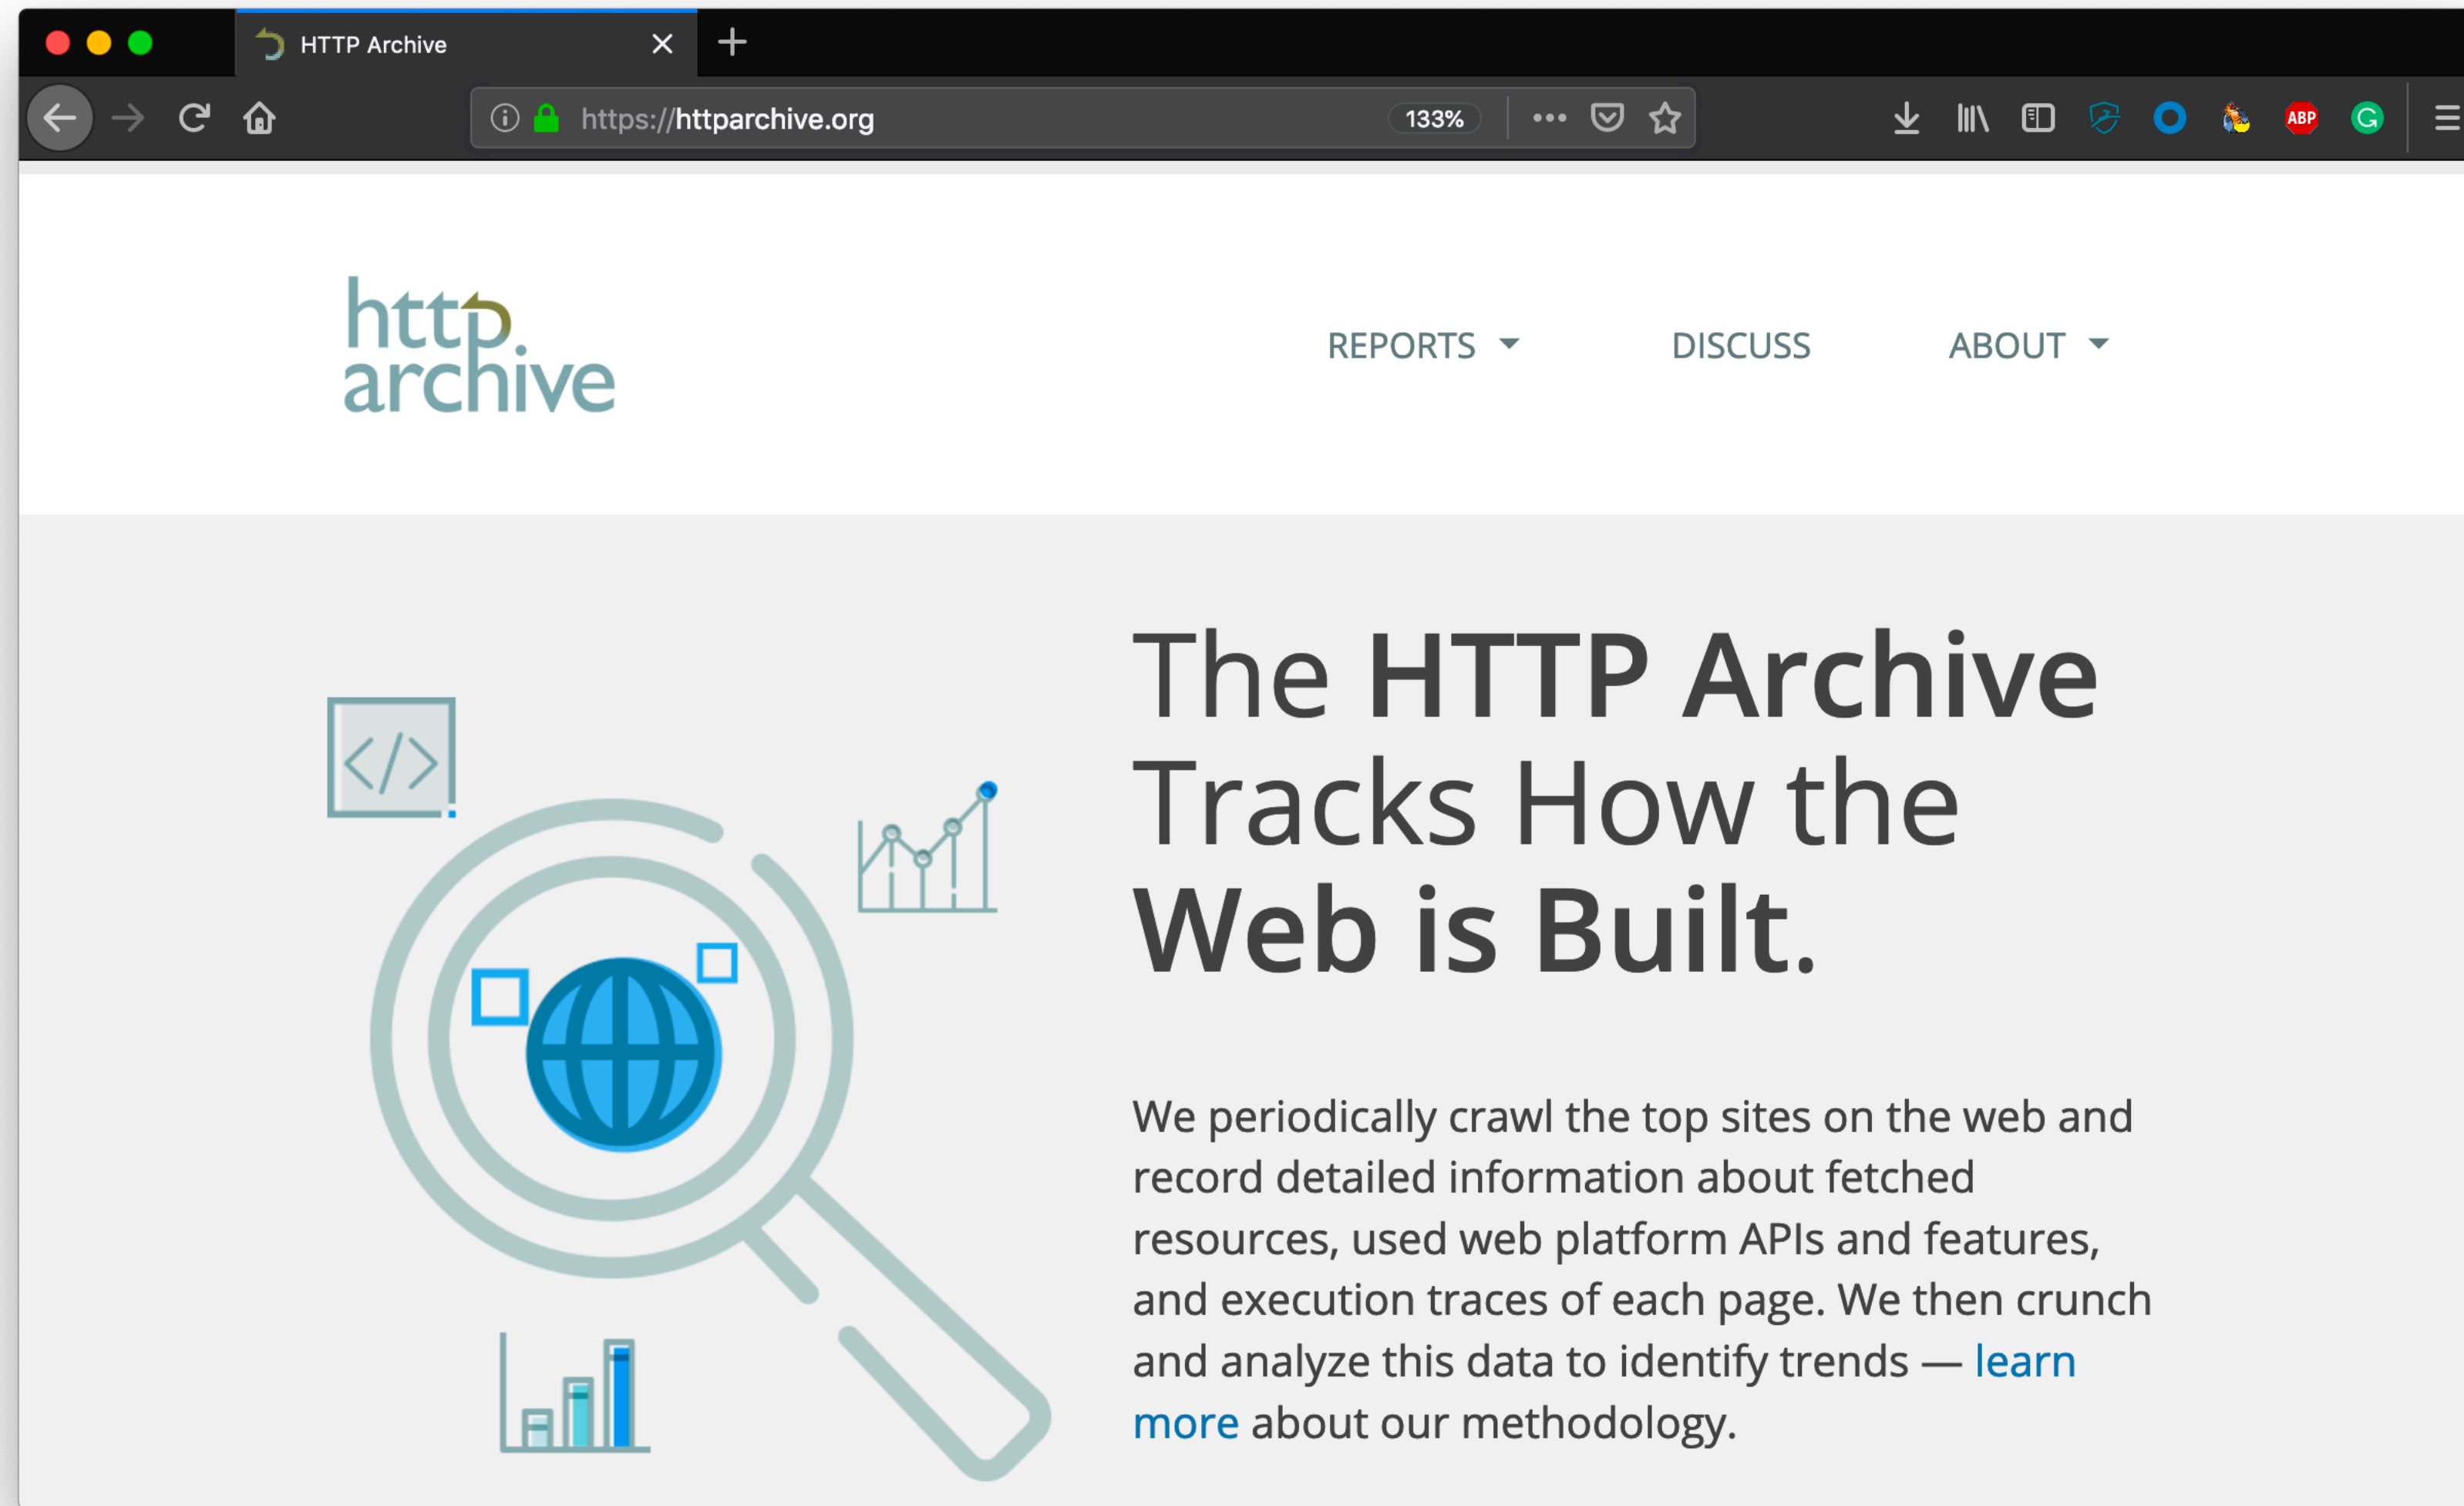 HTTP Archive
https://httparchive.org
133%
ABP
G
http
archive
REPORTS
DISCUSS
ABOUT
</>
The HTTP Archive
Tracks How the
Web is Built.
We periodically crawl the top sites on the web and
record detailed information about fetched
resources, used web platform APIs and features,
and execution traces of each page. We then crunch
and analyze this data to identify trends — learn
more about our methodology.